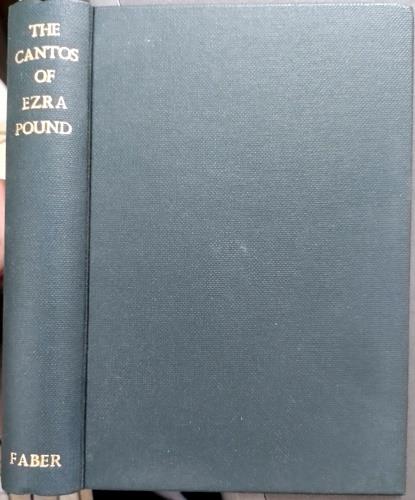 THE
CANTOS
OF
EZRA
POUND
FABER